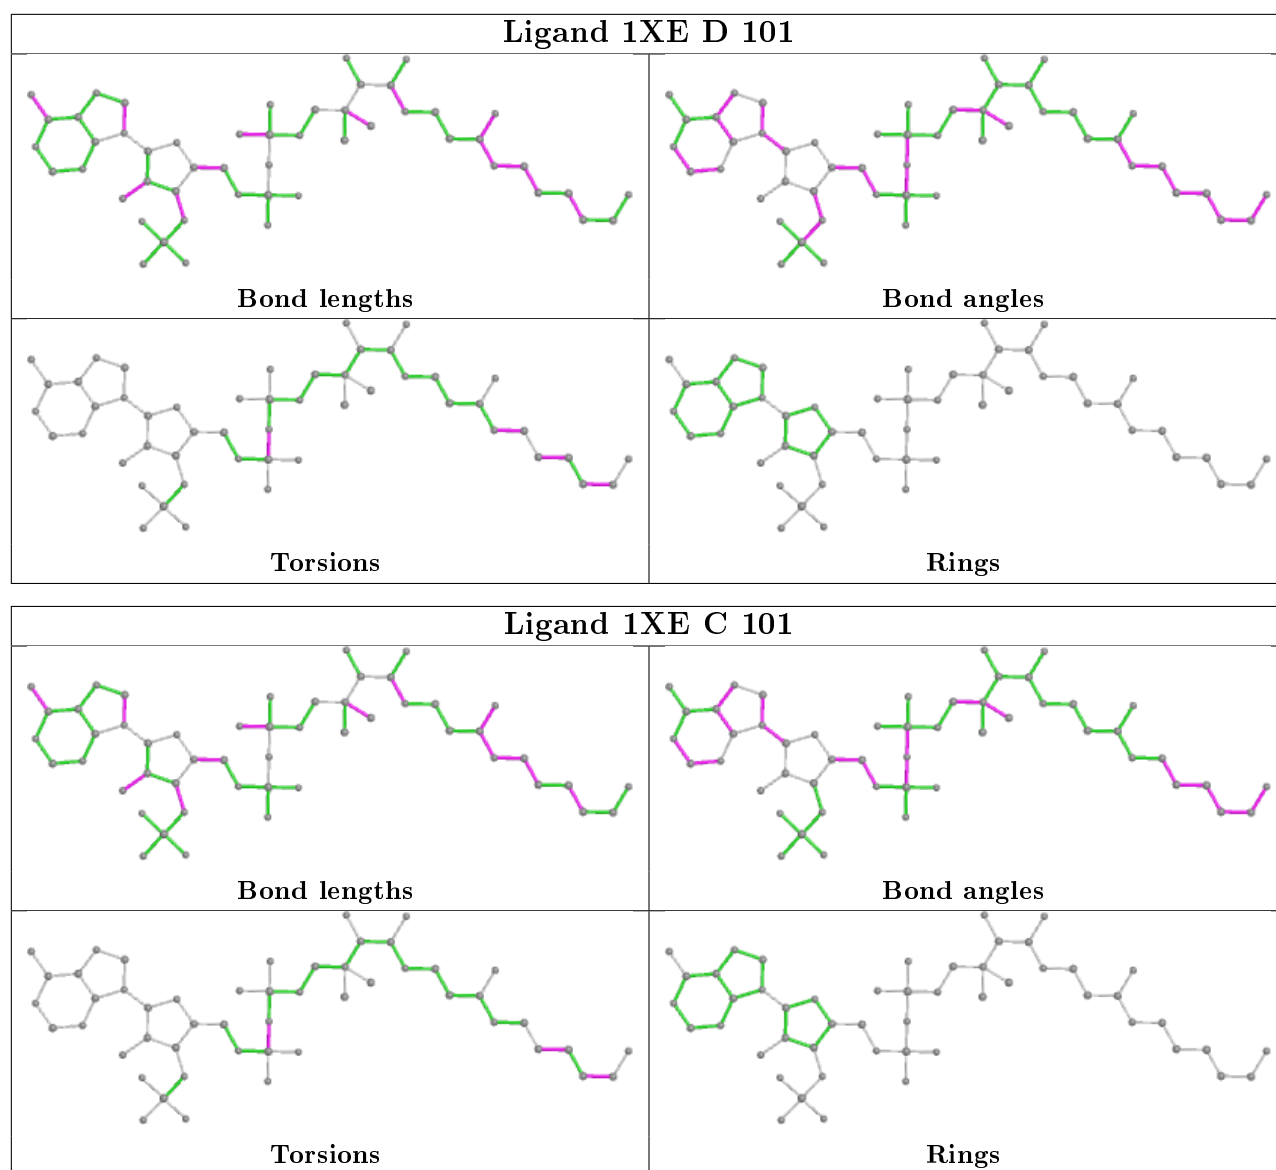 Ligand 1XE D 101
Bond lengths
Bond angles
Torsions
Rings
Ligand 1XE C 101
Bond lengths
Bond angles
Torsions
Rings